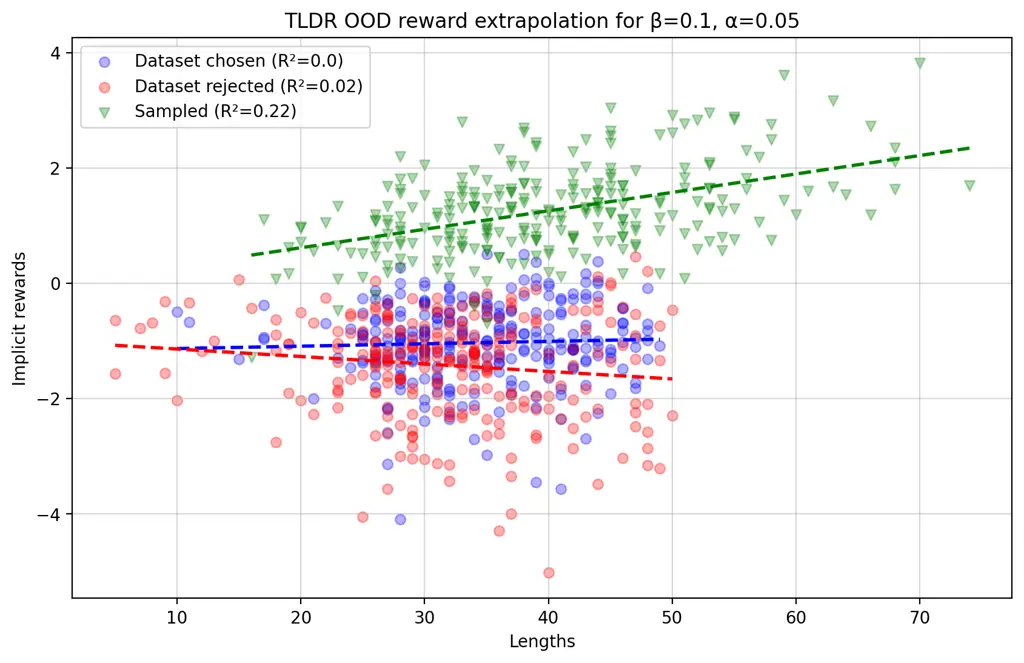 TLDR OOD reward extrapolation for β=0.1, α=0.05
Dataset chosen (R²=0.0)
Dataset rejected (R²=0.02)
Sampled (R²=0.22)
4
2
0
−2
−4
Implicit rewards
10 20 30 40 50 60 70
Lengths